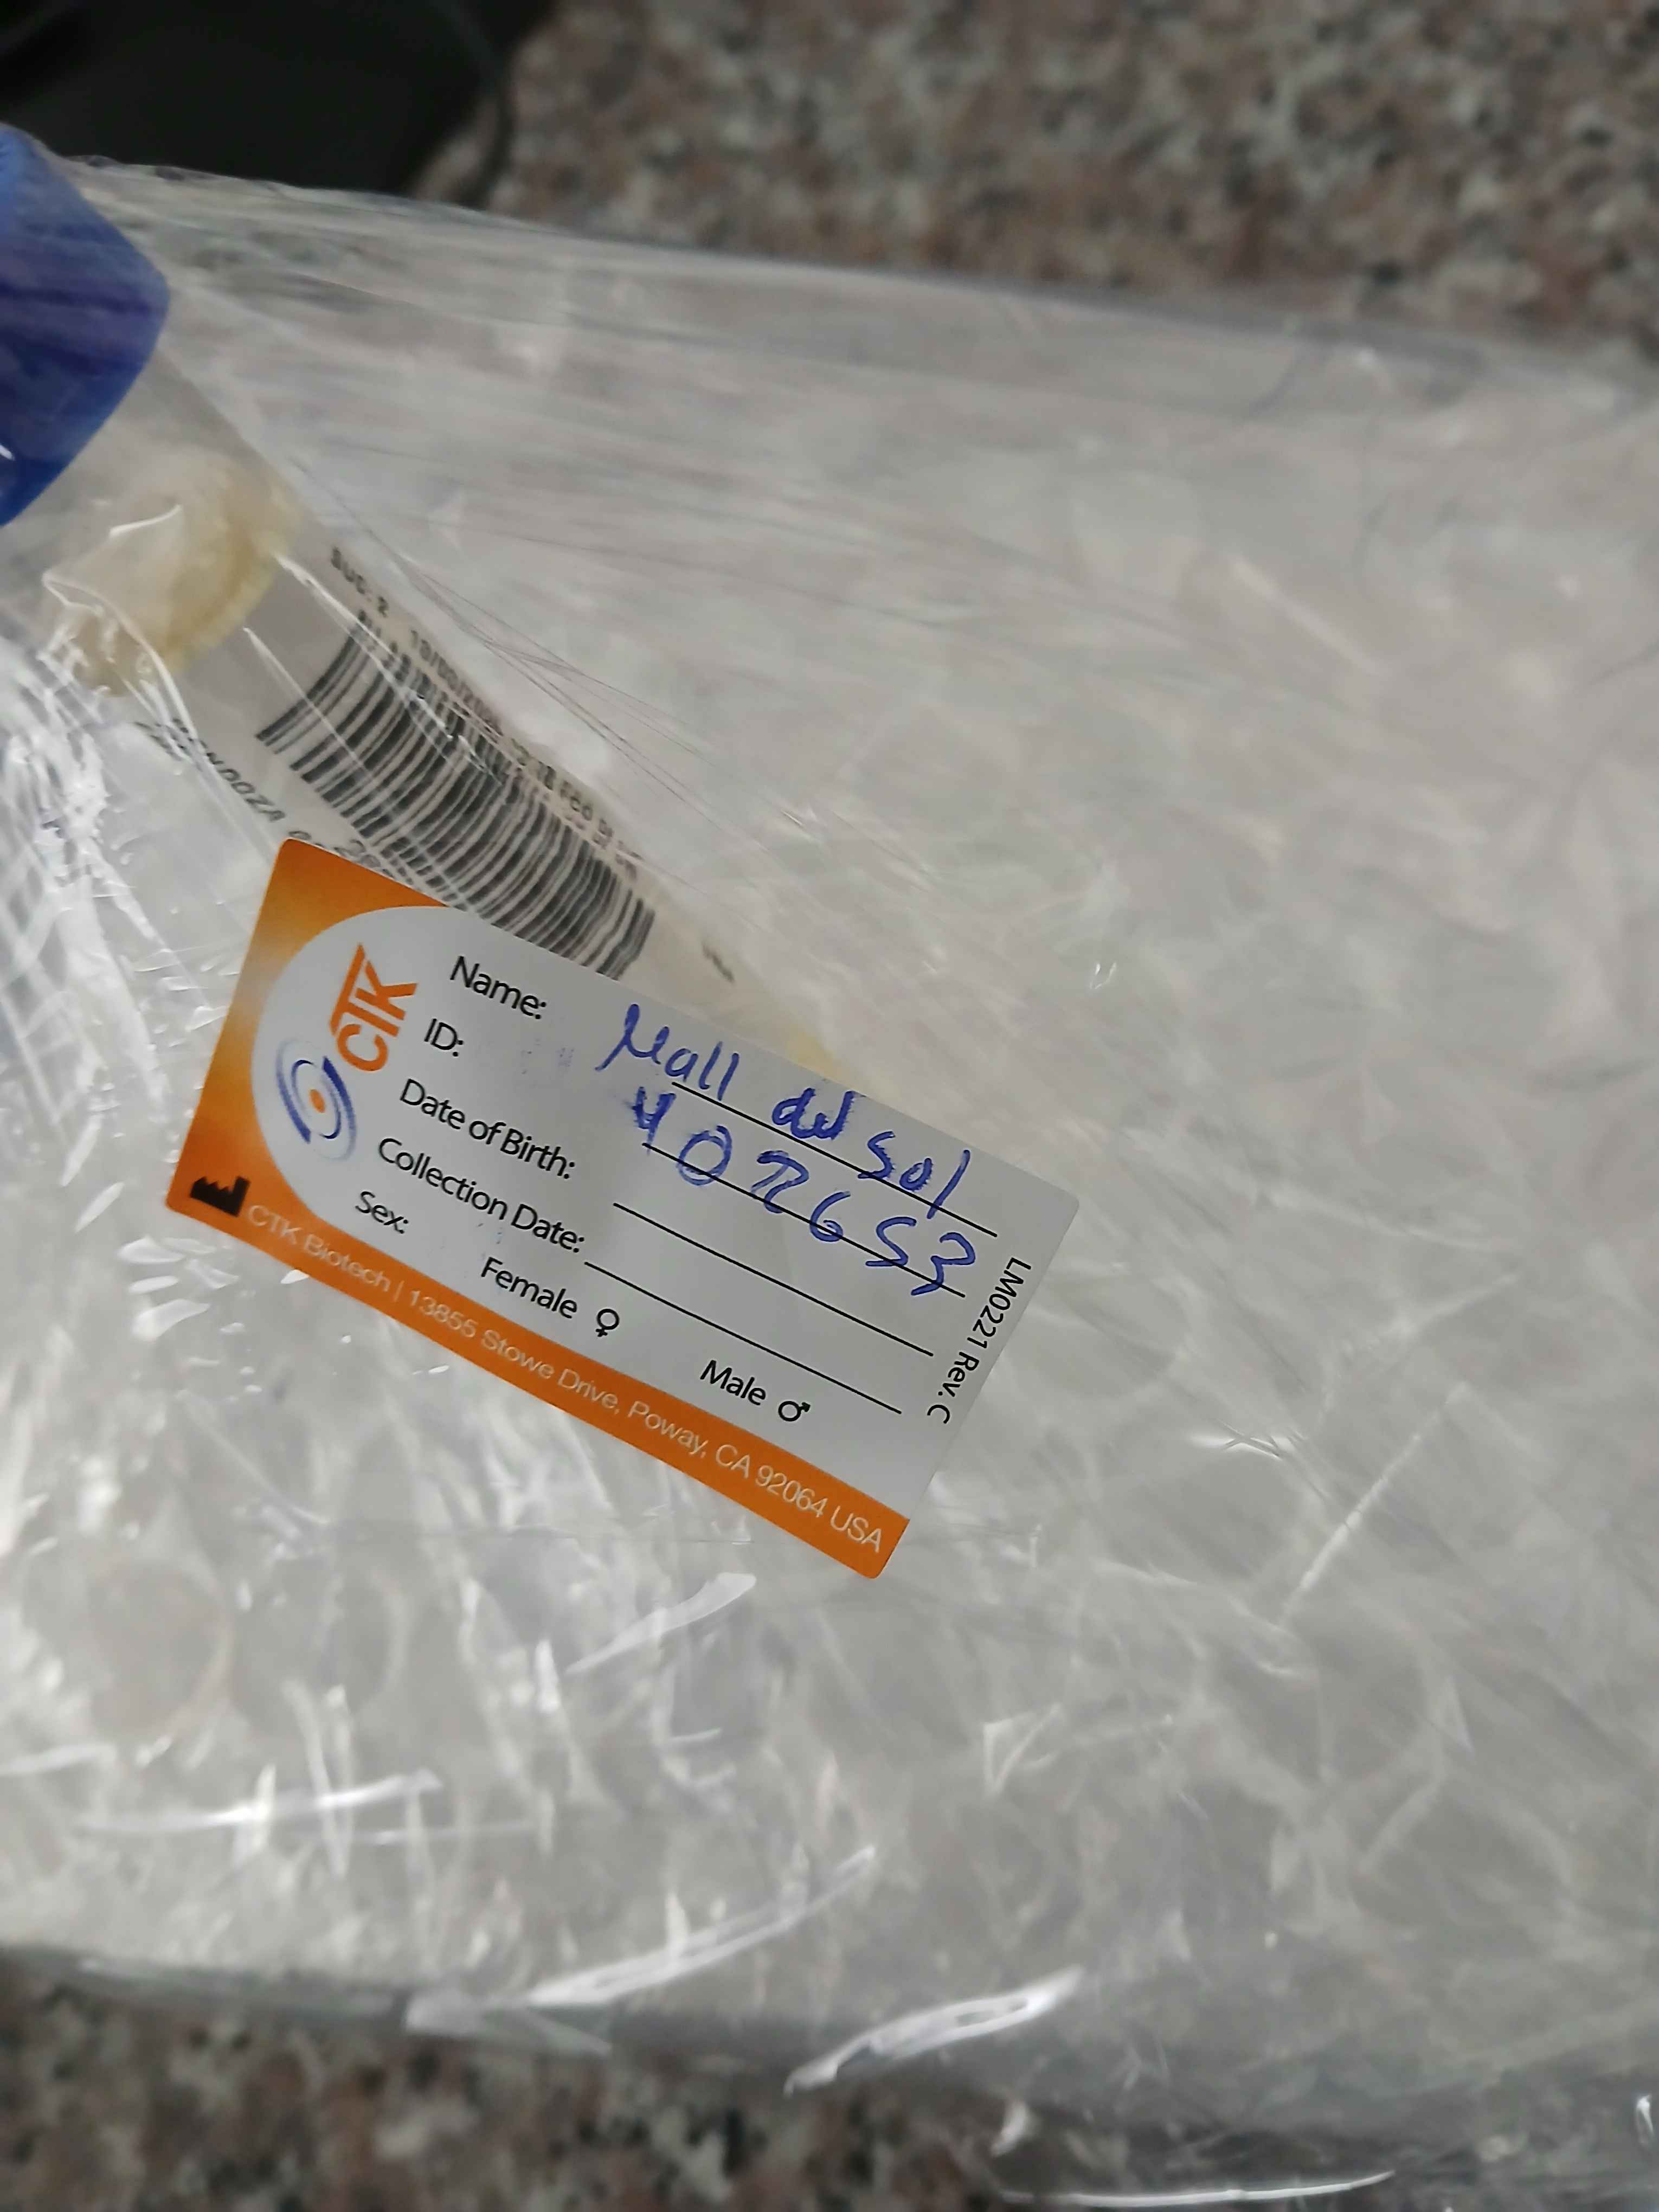 CTK
Name: Mall del Sol
ID: 4072653
Date of Birth:
Collection Date:
Sex: Female ♀ Male ♂
LM0221 Rev. C
CTK Biotech | 13855 Stowe Drive, Poway, CA 92064 USA